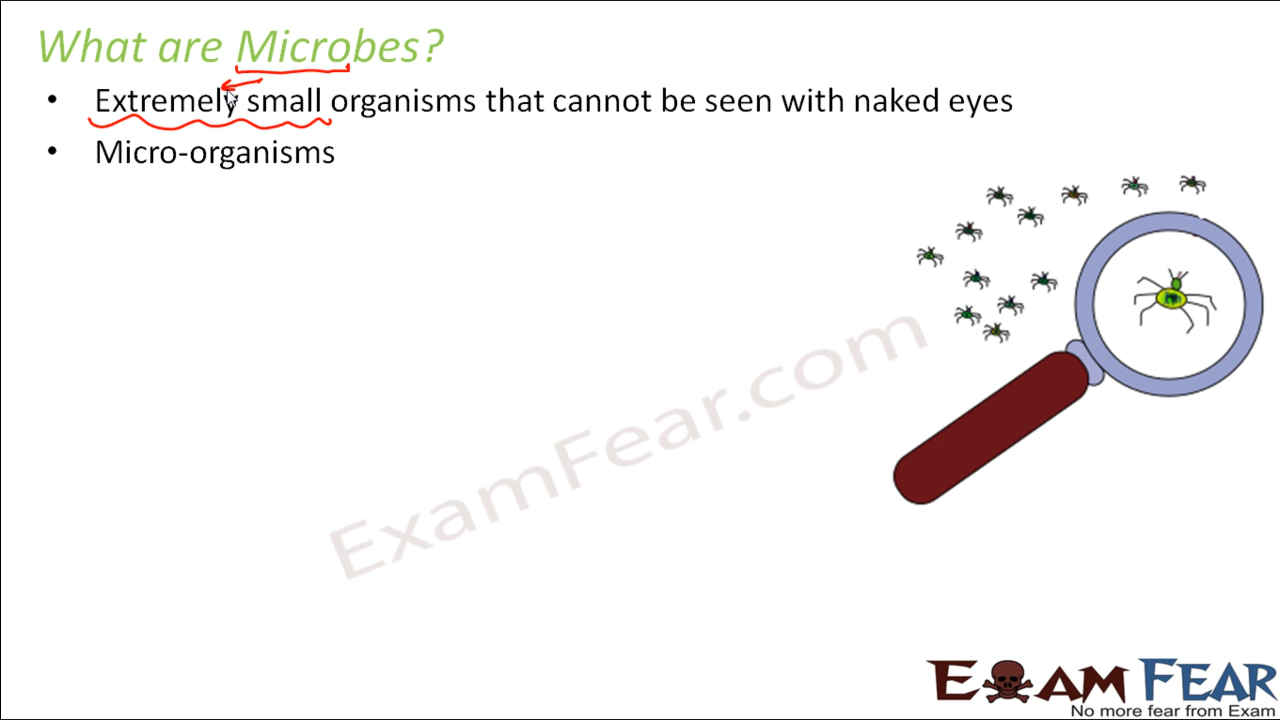 What are Microbes?
• Extremely small organisms that cannot be seen with naked eyes
• Micro-organisms
ExamFear.com
EXAM FEAR
No more fear from Exam